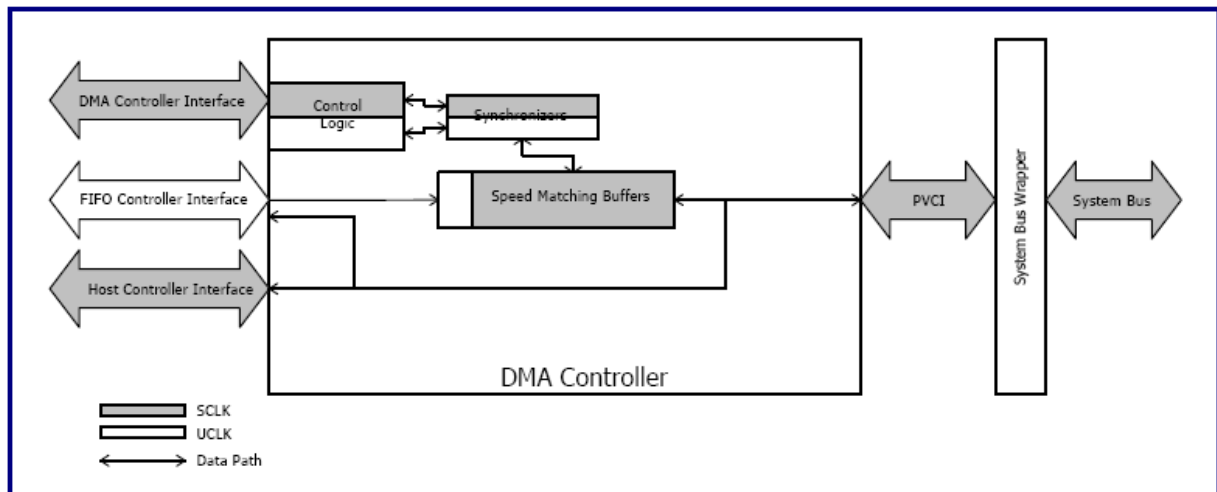 DMA Controller Interface
Control
Logic
Synchronizers
FIFO Controller Interface
Speed Matching Buffers
PVCI
System Bus Wrapper
System Bus
Host Controller Interface
DMA Controller
SCLK
UCLK
Data Path